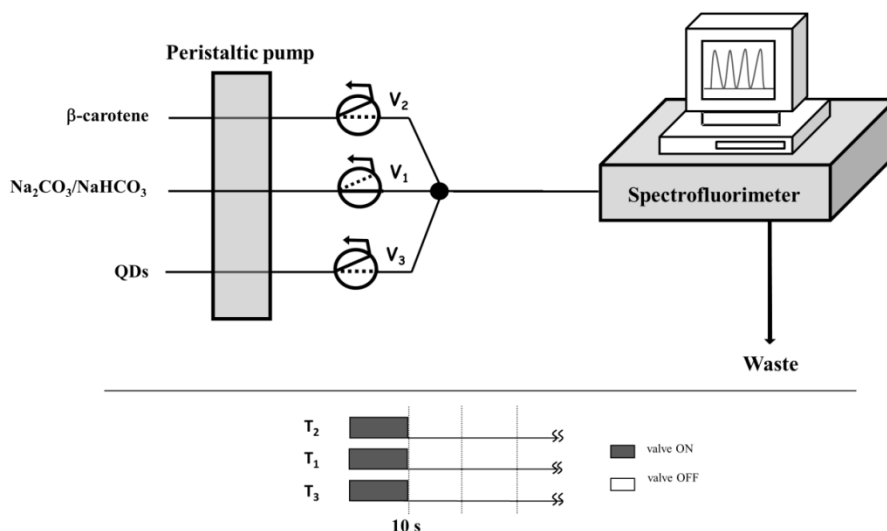 Peristaltic pump
β-carotene
V₂
Na₂CO₃/NaHCO₃
V₁
Spectrofluorimeter
QDs
V₃
Waste
T₂
valve ON
T₁
T₃
valve OFF
10 s